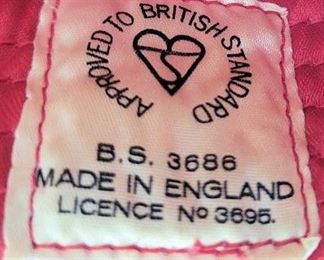 APPROVED TO BRITISH STANDARD
B.S. 3686
MADE IN ENGLAND
LICENCE Nº 3695.